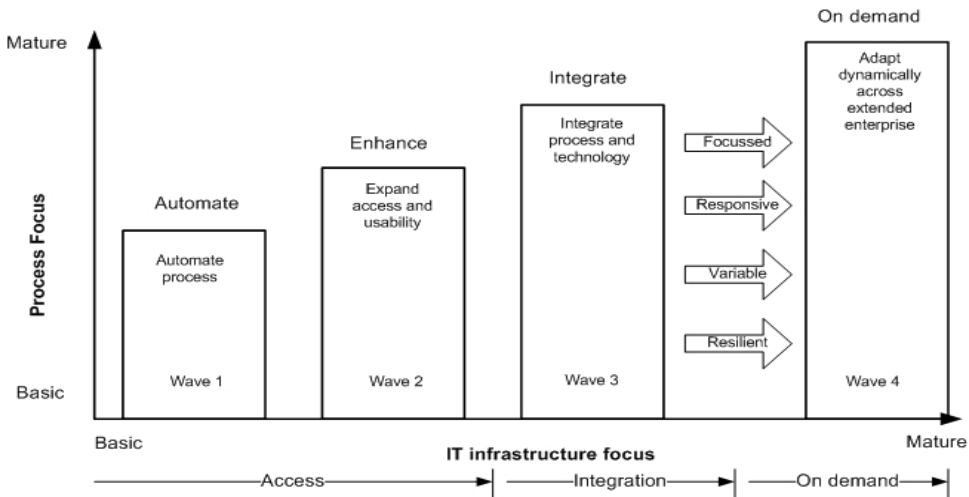 On demand
Mature
Adapt
dynamically
across
extended
enterprise
Integrate
Integrate
process and
technology
Focussed
Enhance
Expand
access and
usability
Responsive
Automate
Automate
process
Process Focus
Variable
Resilient
Wave 1
Wave 2
Wave 3
Wave 4
Basic
Basic
Mature
IT infrastructure focus
Access
Integration
On demand